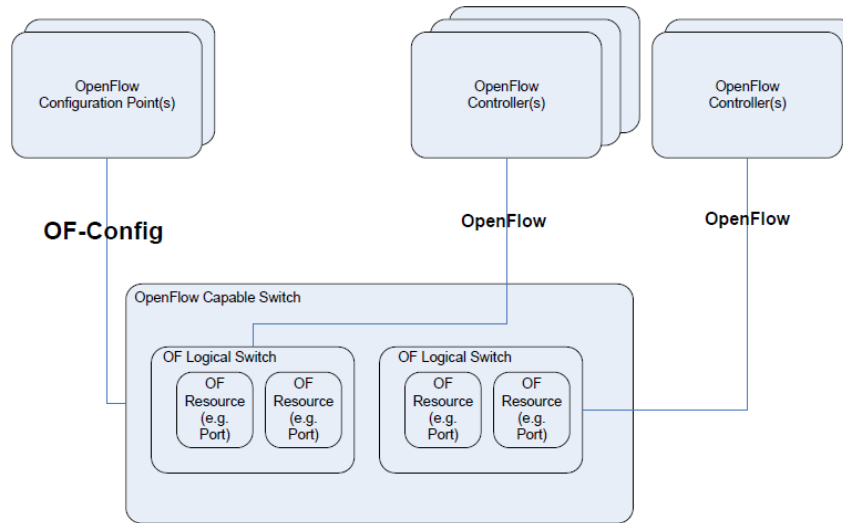 OpenFlow
Configuration Point(s)
OpenFlow
Controller(s)
OpenFlow
Controller(s)
OF-Config
OpenFlow
OpenFlow
OpenFlow Capable Switch
OF Logical Switch
OF
Resource
(e.g.
Port)
OF
Resource
(e.g.
Port)
OF Logical Switch
OF
Resource
(e.g.
Port)
OF
Resource
(e.g.
Port)